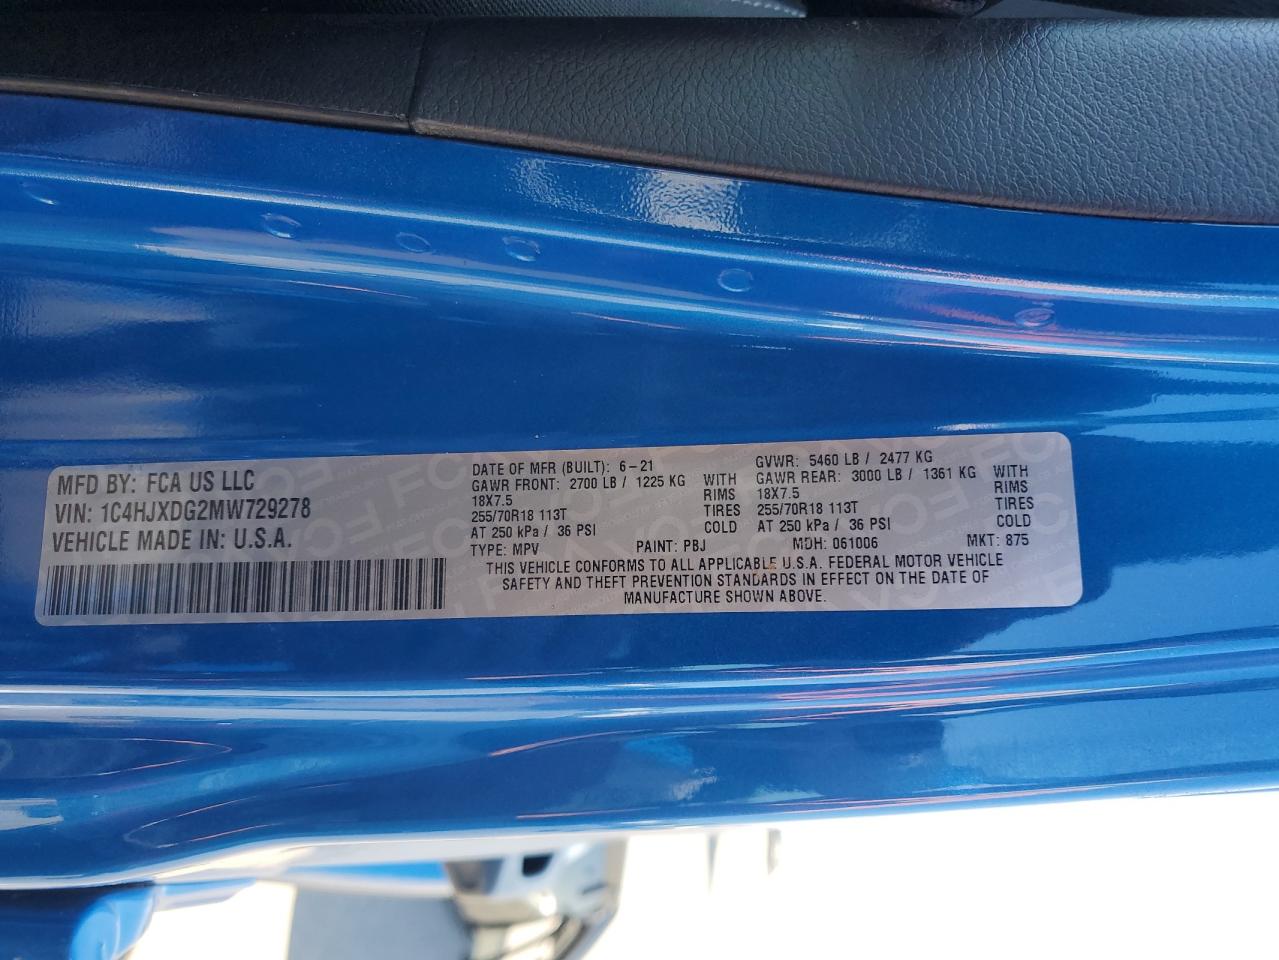 MFD BY: FCA US LLC
VIN: 1C4HJXDG2MW729278
VEHICLE MADE IN: U.S.A.
DATE OF MFR (BUILT): 6-21
GAWR FRONT: 2700 LB / 1225 KG WITH
18X7.5 RIMS
255/70R18 113T TIRES
AT 250 kPa / 36 PSI COLD
GVWR: 5460 LB / 2477 KG
GAWR REAR: 3000 LB / 1361 KG WITH
18X7.5 RIMS
255/70R18 113T TIRES
AT 250 kPa / 36 PSI COLD
TYPE: MPV PAINT: PBJ MDH: 061006 MKT: 875
THIS VEHICLE CONFORMS TO ALL APPLICABLE U.S.A. FEDERAL MOTOR VEHICLE
SAFETY AND THEFT PREVENTION STANDARDS IN EFFECT ON THE DATE OF
MANUFACTURE SHOWN ABOVE.